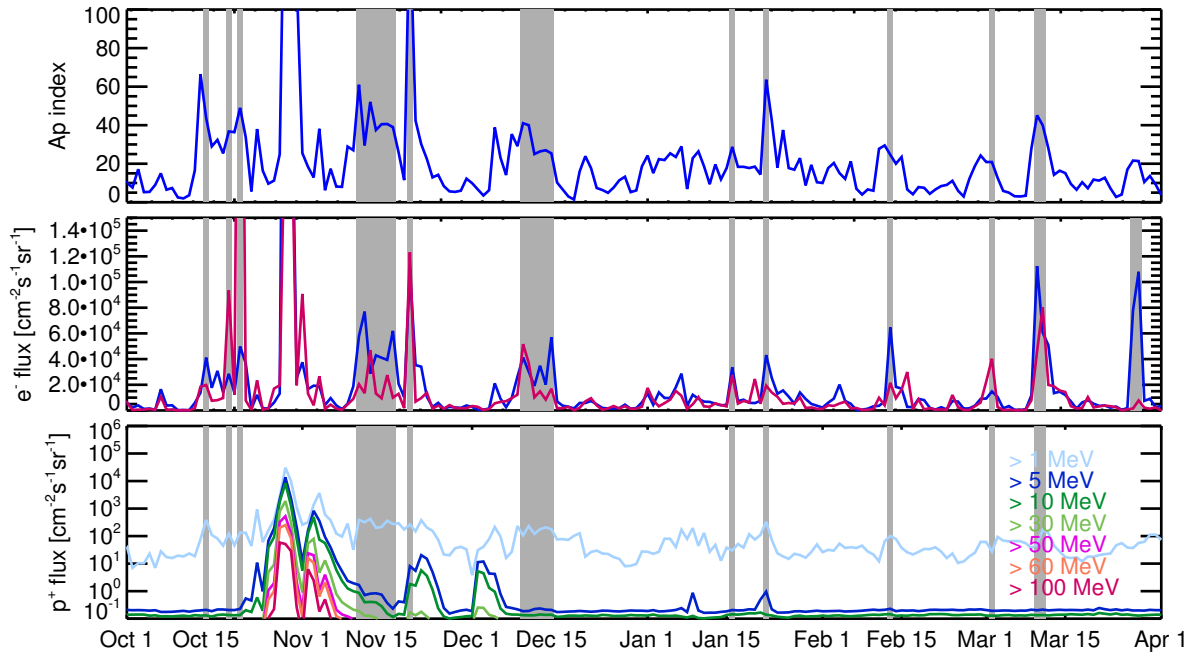 100
80
60
40
20
0
Ap index
1.4•10⁵
1.2•10⁵
1.0•10⁵
8.0•10⁴
6.0•10⁴
4.0•10⁴
2.0•10⁴
0
e⁻ flux [cm⁻²s⁻¹sr⁻¹]
10⁶
10⁵
10⁴
10³
10²
10¹
10⁰
10⁻¹
p⁺ flux [cm⁻²s⁻¹sr⁻¹]
> 1 MeV
> 5 MeV
> 10 MeV
> 30 MeV
> 50 MeV
> 60 MeV
> 100 MeV
Oct 1 Oct 15 Nov 1 Nov 15 Dec 1 Dec 15 Jan 1 Jan 15 Feb 1 Feb 15 Mar 1 Mar 15 Apr 1